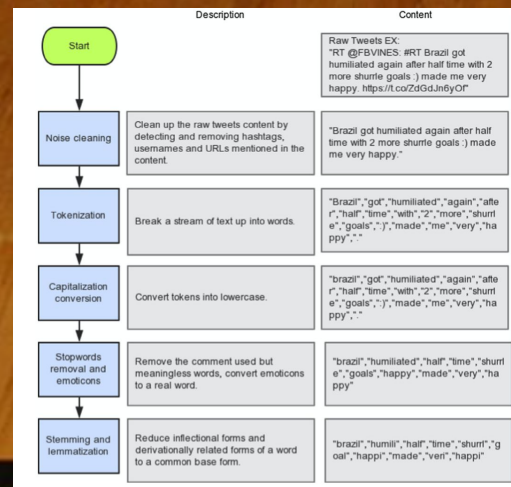 Description
Content
Start
Raw Tweets EX:
"RT @FBVINES: #RT Brazil got
humiliated again after half time with 2
more shurrle goals :) made me very
happy. https://t.co/ZdGdJn6yOf"
Noise cleaning
Clean up the raw tweets content by
detecting and removing hashtags,
usernames and URLs mentioned in the
content.
"Brazil got humiliated again after half
time with 2 more shurrle goals :) made
me very happy."
Tokenization
Break a stream of text up into words.
"Brazil","got","humiliated","again","afte
r","half","time","with","2","more","shurrl
e","goals",":)","made","me","very","ha
ppy","."
Capitalization
conversion
Convert tokens into lowercase.
"brazil","got","humiliated","again","afte
r","half","time","with","2","more","shurrl
e","goals",":)","made","me","very","ha
ppy","."
Stopwords
removal and
emoticons
Remove the comment used but
meaningless words, convert emoticons
to a real word.
"brazil","humiliated","half","time","shurrl
e","goals","happy","made","very","ha
ppy"
Stemming and
lemmatization
Reduce inflectional forms and
derivationally related forms of a word
to a common base form.
"brazil","humili","half","time","shurrl","g
oal","happi","made","veri","happi"